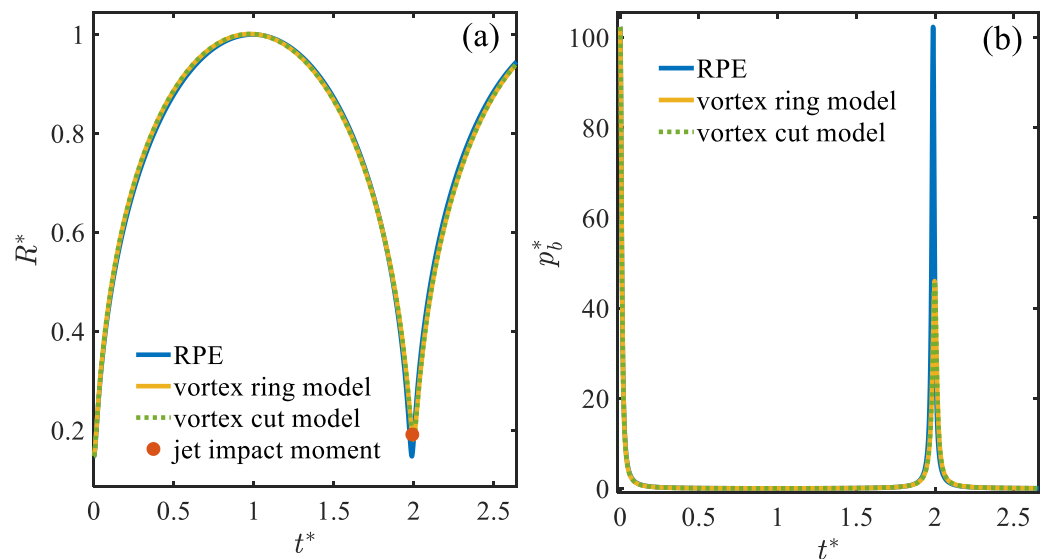 (a)
1
0.8
0.6
0.4
0.2
R*
RPE
vortex ring model
vortex cut model
jet impact moment
0 0.5 1 1.5 2 2.5
t*
(b)
100
80
60
40
20
0
p_b^*
RPE
vortex ring model
vortex cut model
0 0.5 1 1.5 2 2.5
t*